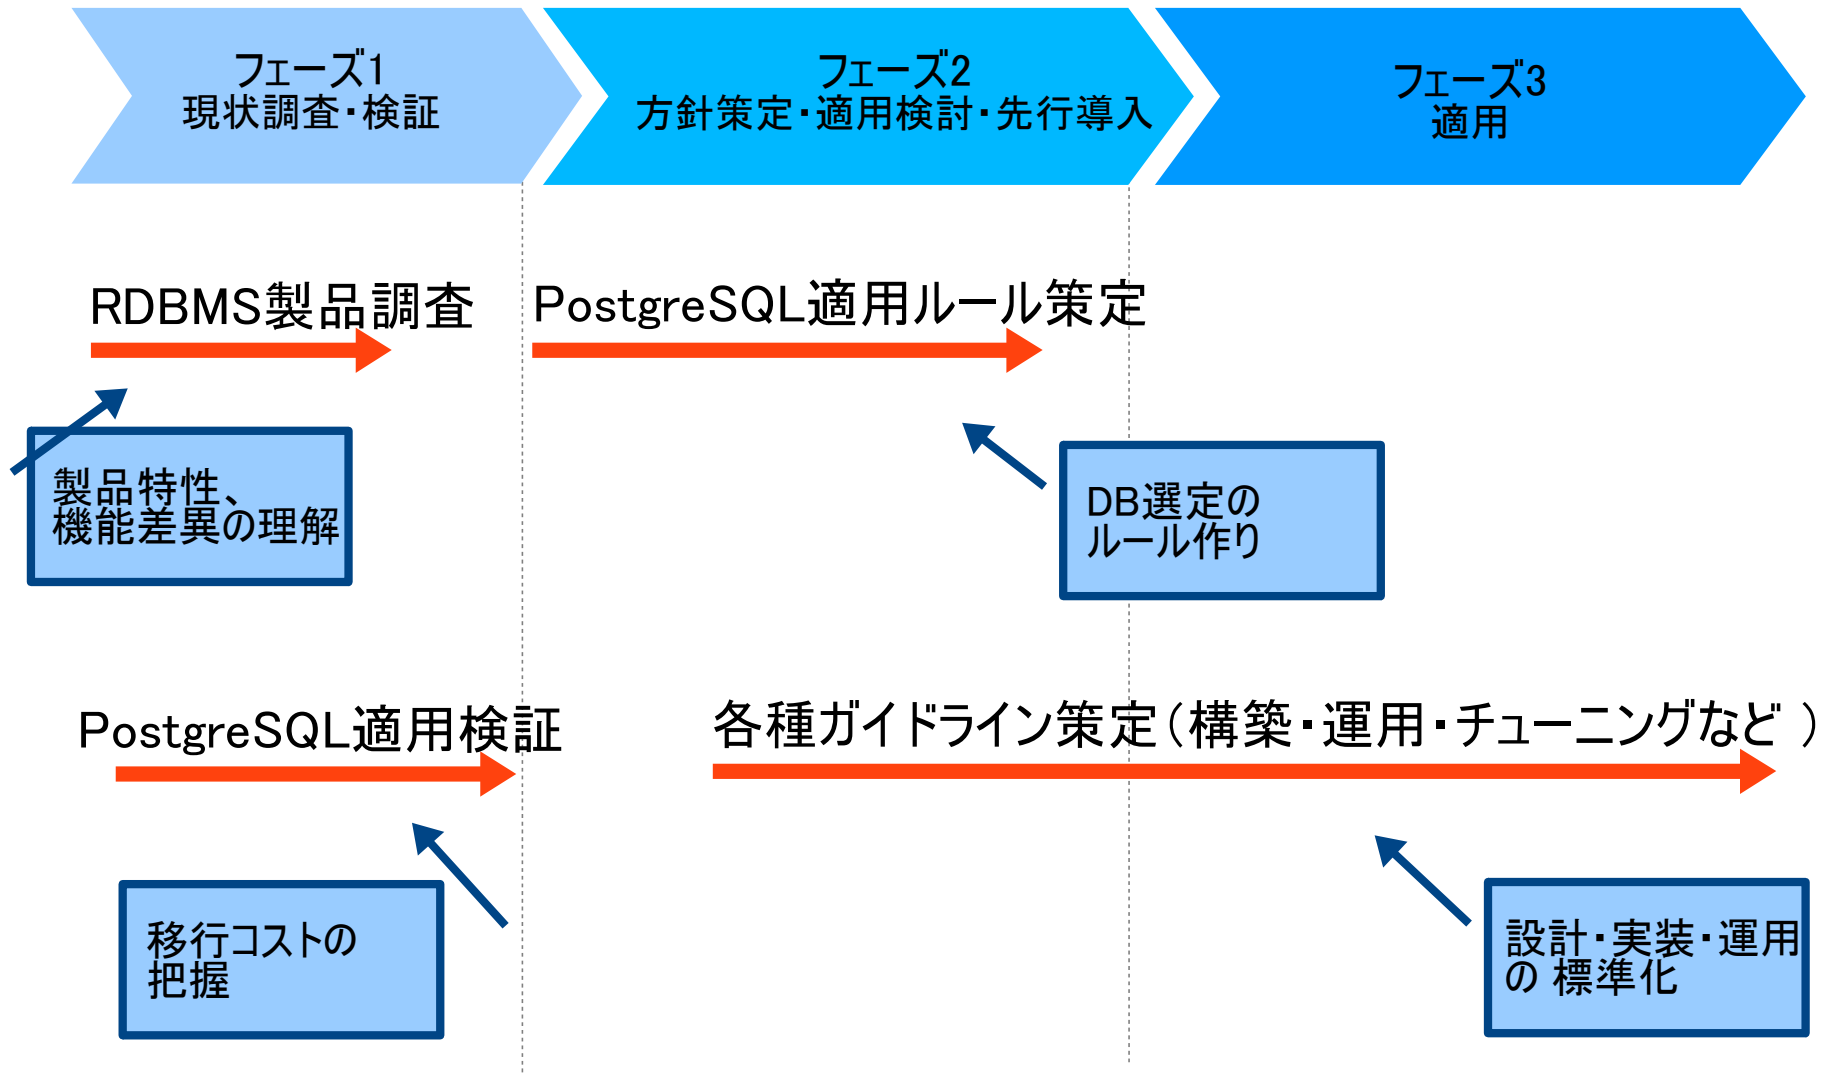 フェーズ1
現状調査・検証
フェーズ2
方針策定・適用検討・先行導入
フェーズ3
適用
RDBMS製品調査
PostgreSQL適用ルール策定
製品特性、
機能差異の理解
DB選定の
ルール作り
PostgreSQL適用検証
各種ガイドライン策定（構築・運用・チューニングなど ）
移行コストの
把握
設計・実装・運用
の 標準化